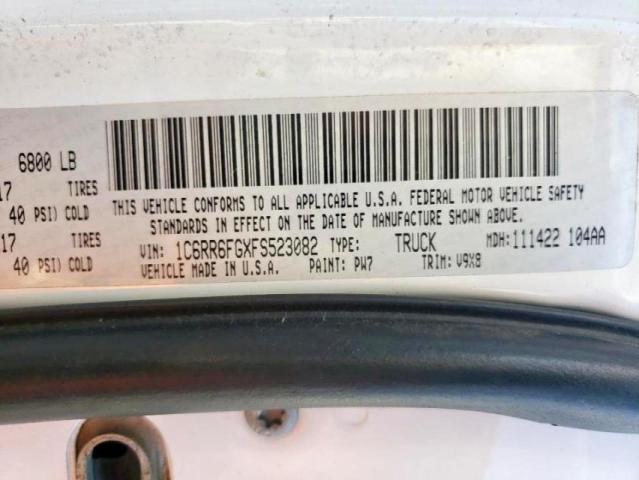 6800 LB
17 TIRES
40 PSI) COLD
.17 TIRES
40 PSI) COLD
THIS VEHICLE CONFORMS TO ALL APPLICABLE U.S.A. FEDERAL MOTOR VEHICLE SAFETY
STANDARDS IN EFFECT ON THE DATE OF MANUFACTURE SHOWN ABOVE.
VIN: 1C6RR6FGXFS523082 TYPE: TRUCK MDH:111422 104AA
VEHICLE MADE IN U.S.A. PAINT: PW7 TRIM: V9X8